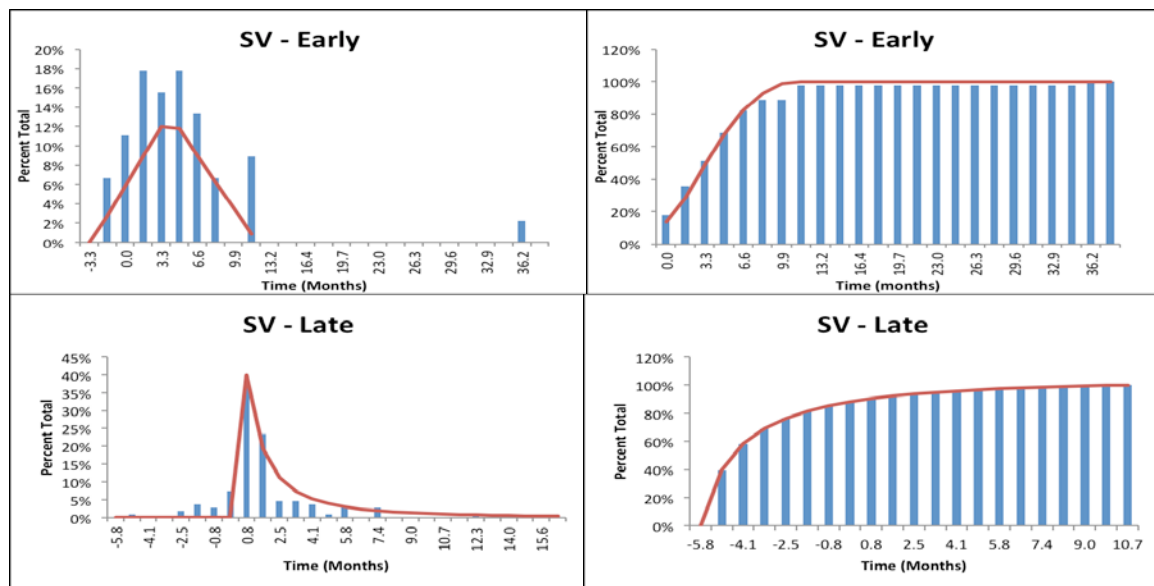 SV - Early
20%
18%
16%
14%
12%
10%
8%
6%
4%
2%
0%
Percent Total
-3.3 0.0 3.3 6.6 9.9 13.2 16.4 19.7 23.0 26.3 29.6 32.9 36.2
Time (Months)
SV - Early
120%
100%
80%
60%
40%
20%
0%
Percent Total
0.0 3.3 6.6 9.9 13.2 16.4 19.7 23.0 26.3 29.6 32.9 36.2
Time (months)
SV - Late
45%
40%
35%
30%
25%
20%
15%
10%
5%
0%
Percent Total
-5.8 -4.1 -2.5 -0.8 0.8 2.5 4.1 5.8 7.4 9.0 10.7 12.3 14.0 15.6
Time (Months)
SV - Late
120%
100%
80%
60%
40%
20%
0%
Percent Total
-5.8 -4.1 -2.5 -0.8 0.8 2.5 4.1 5.8 7.4 9.0 10.7
Time (Months)